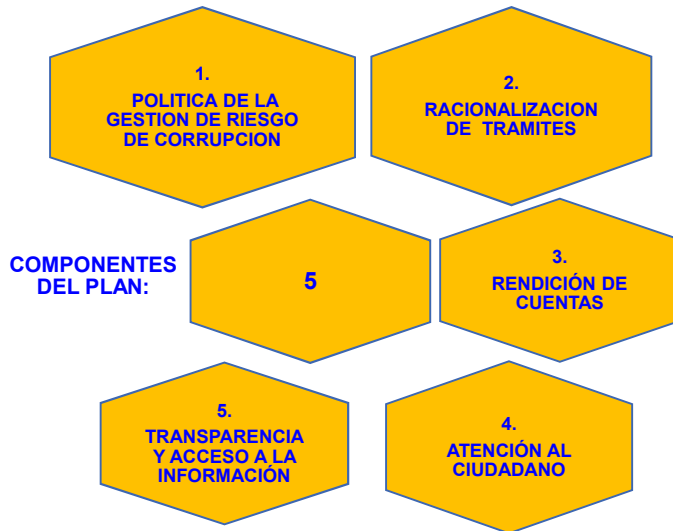 1.
POLITICA DE LA
GESTION DE RIESGO
DE CORRUPCION
2.
RACIONALIZACION
DE TRAMITES
COMPONENTES
DEL PLAN:
5
3.
RENDICIÓN DE
CUENTAS
5.
TRANSPARENCIA
Y ACCESO A LA
INFORMACIÓN
4.
ATENCIÓN AL
CIUDADANO